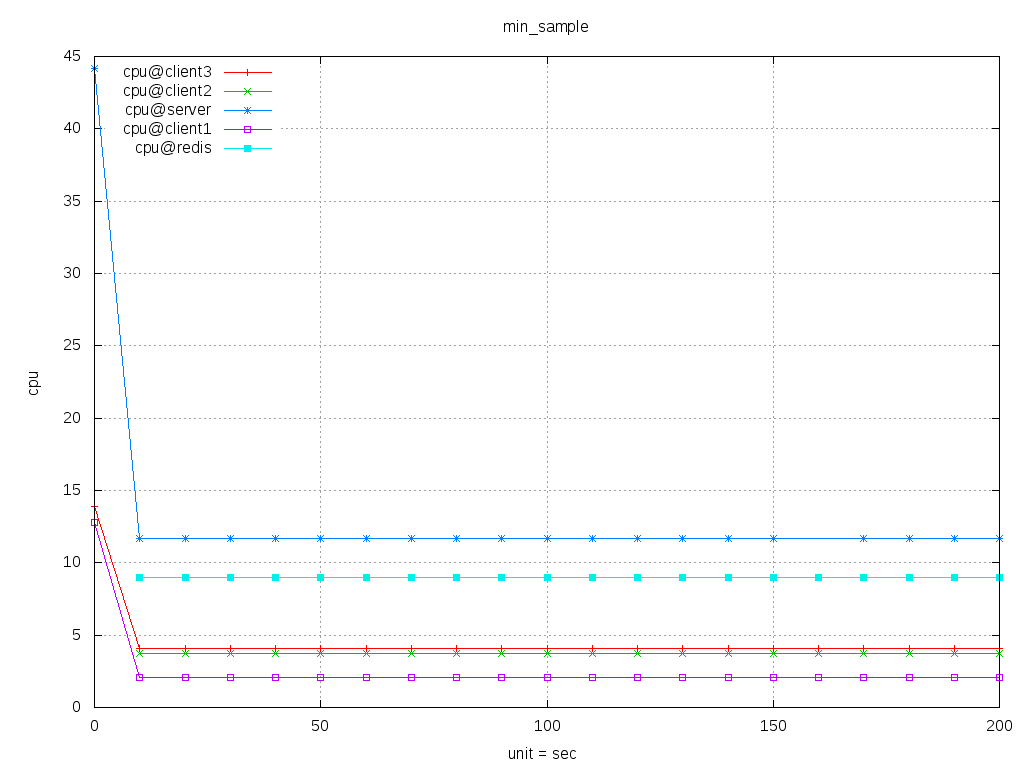 min_sample
45
40
35
30
25
20
15
10
5
0
cpu
cpu@client3
cpu@client2
cpu@server
cpu@client1
cpu@redis
0 50 100 150 200
unit = sec